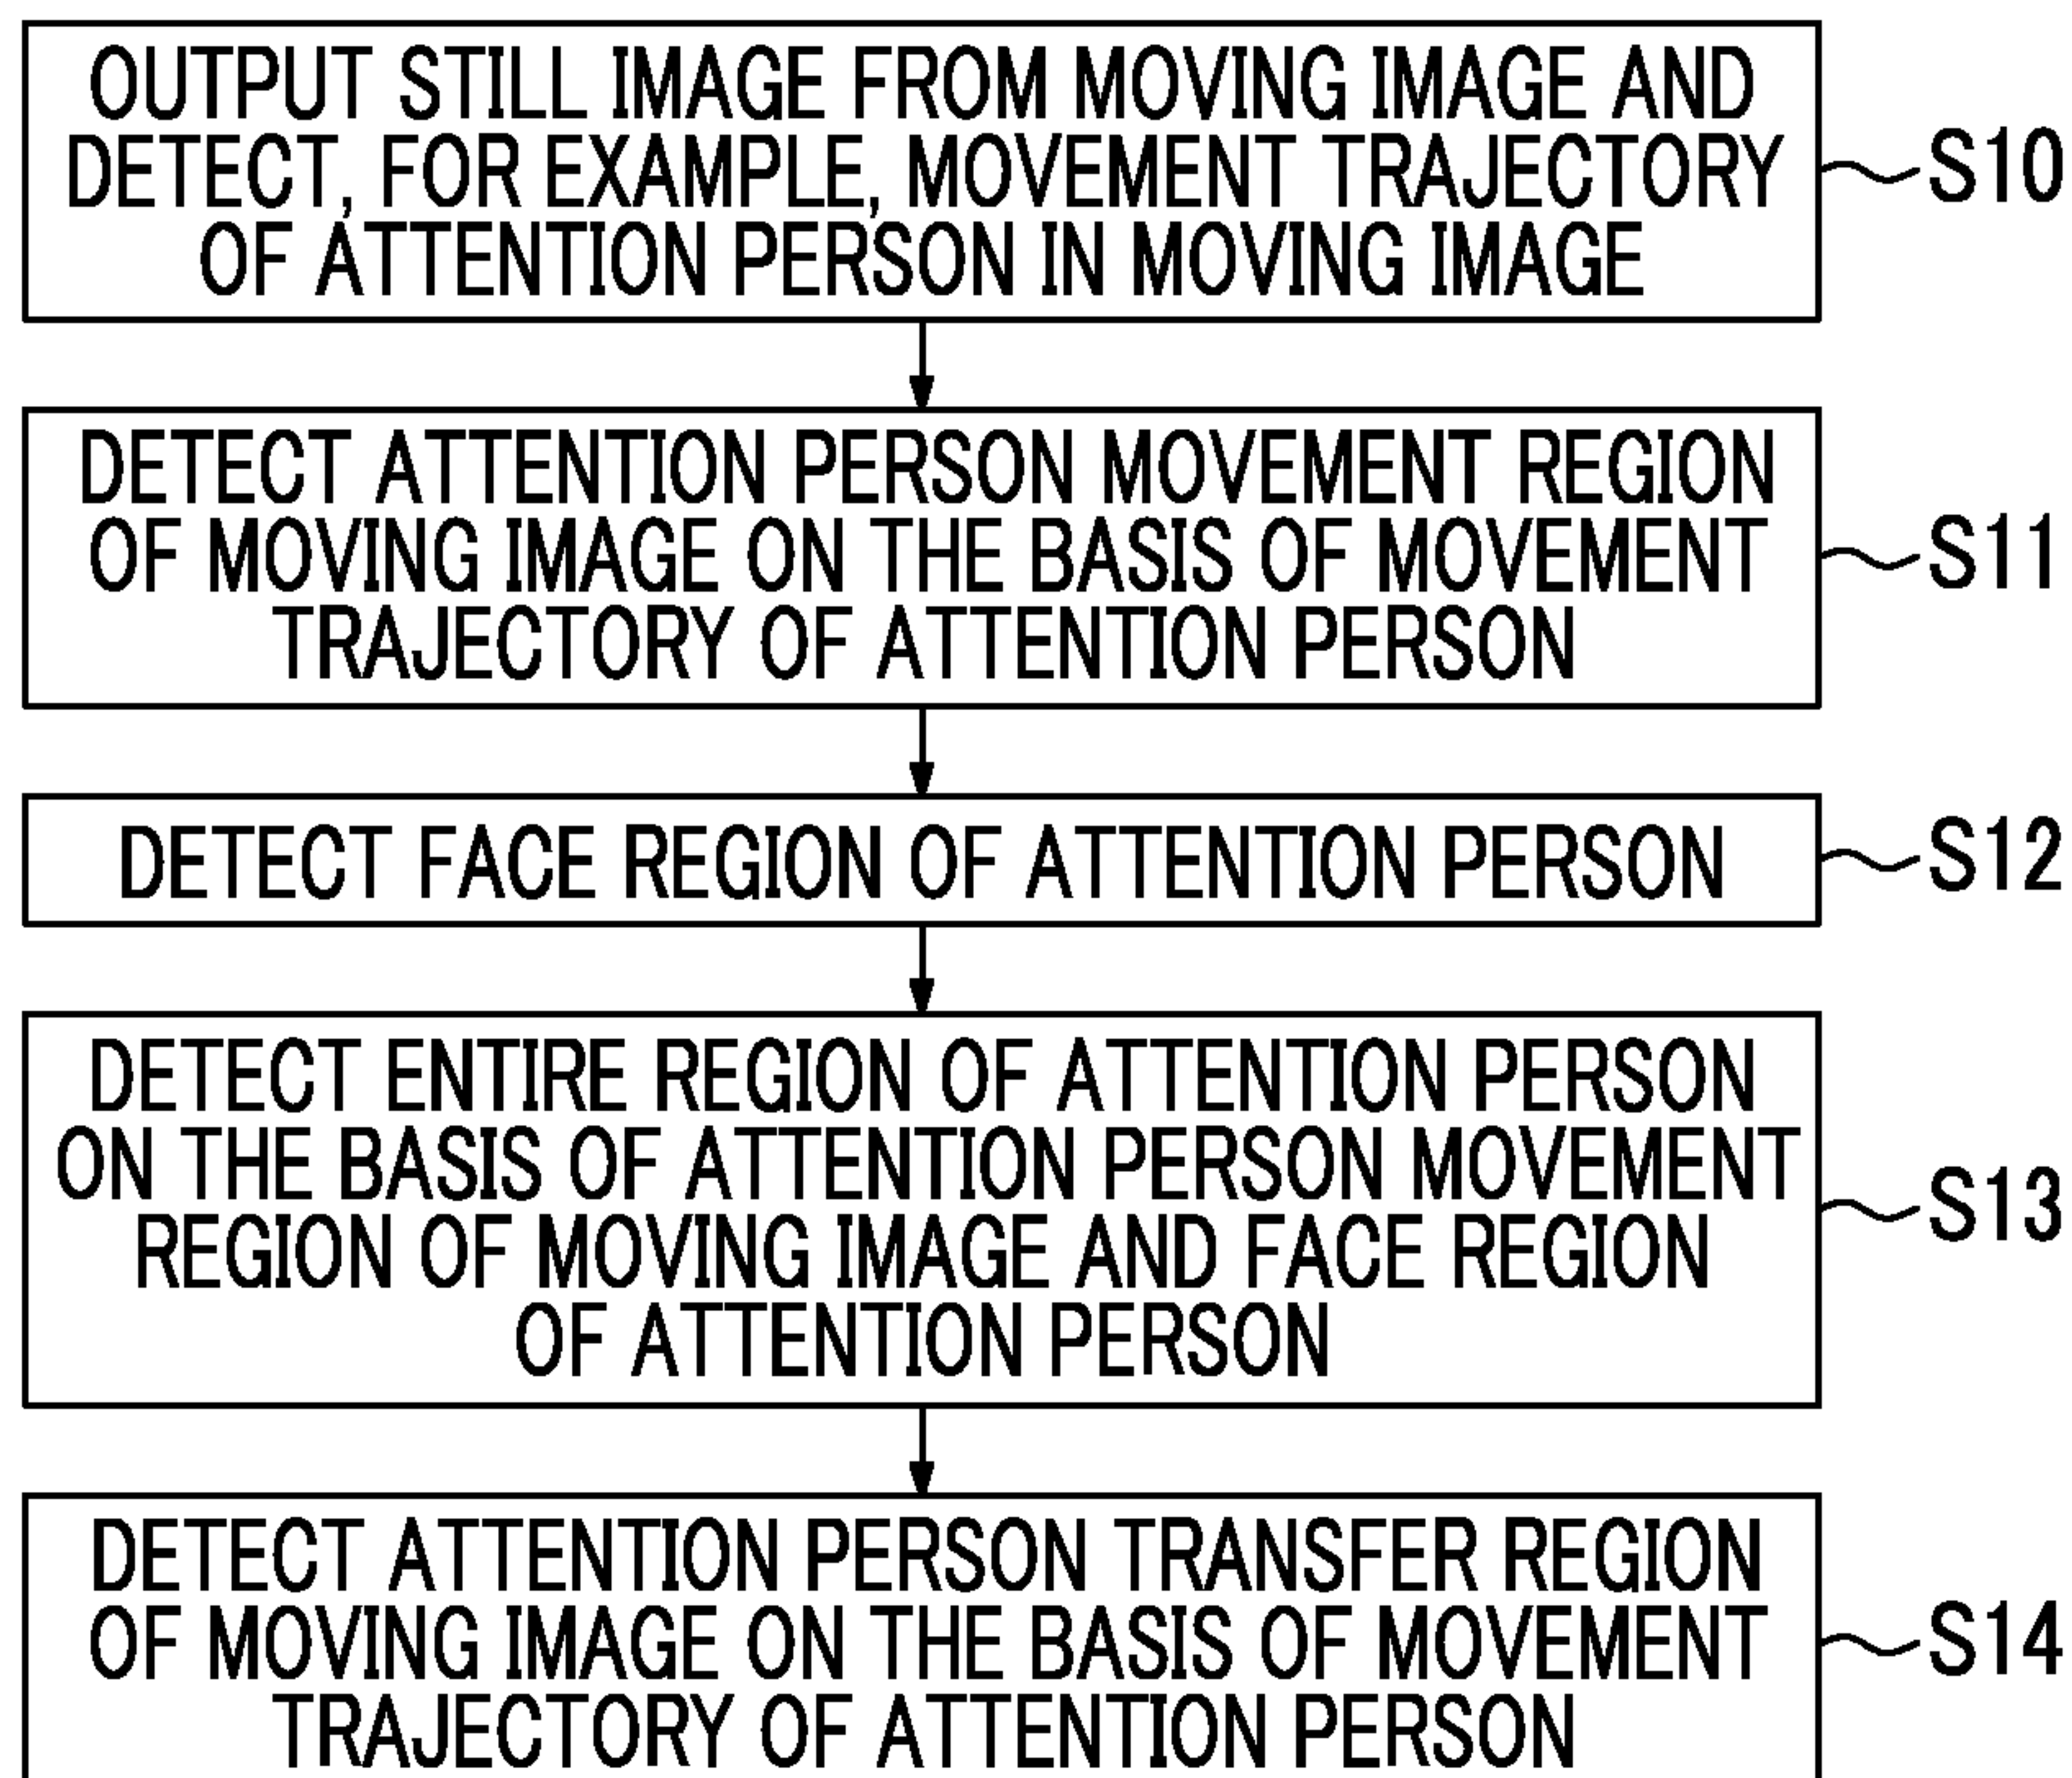 OUTPUT STILL IMAGE FROM MOVING IMAGE AND
DETECT, FOR EXAMPLE, MOVEMENT TRAJECTORY
OF ATTENTION PERSON IN MOVING IMAGE
S10
DETECT ATTENTION PERSON MOVEMENT REGION
OF MOVING IMAGE ON THE BASIS OF MOVEMENT
TRAJECTORY OF ATTENTION PERSON
S11
DETECT FACE REGION OF ATTENTION PERSON
S12
DETECT ENTIRE REGION OF ATTENTION PERSON
ON THE BASIS OF ATTENTION PERSON MOVEMENT
REGION OF MOVING IMAGE AND FACE REGION
OF ATTENTION PERSON
S13
DETECT ATTENTION PERSON TRANSFER REGION
OF MOVING IMAGE ON THE BASIS OF MOVEMENT
TRAJECTORY OF ATTENTION PERSON
S14